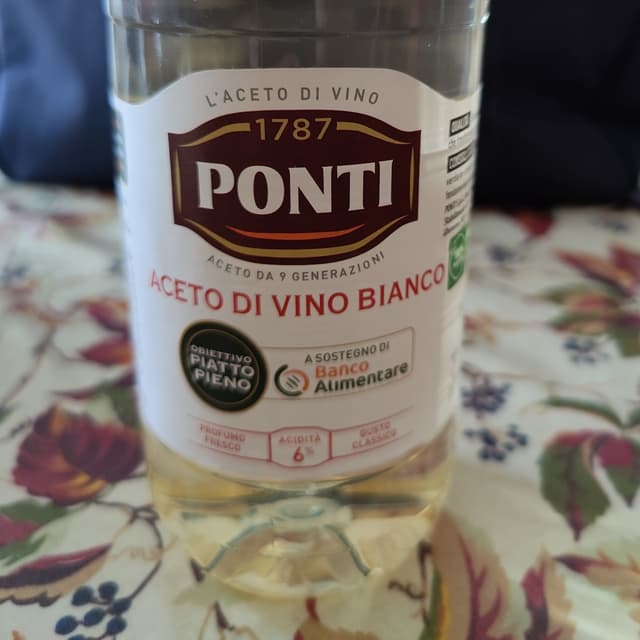 L'ACETO DI VINO
1787
PONTI
ACETO DA 9 GENERAZIONI
ACETO DI VINO BIANCO
OBIETTIVO
PIATTO
PIENO
A SOSTEGNO DI
Banco
Alimentare
PROFUMO
FRESCO
ACIDITÀ
6%
GUSTO
CLASSICO